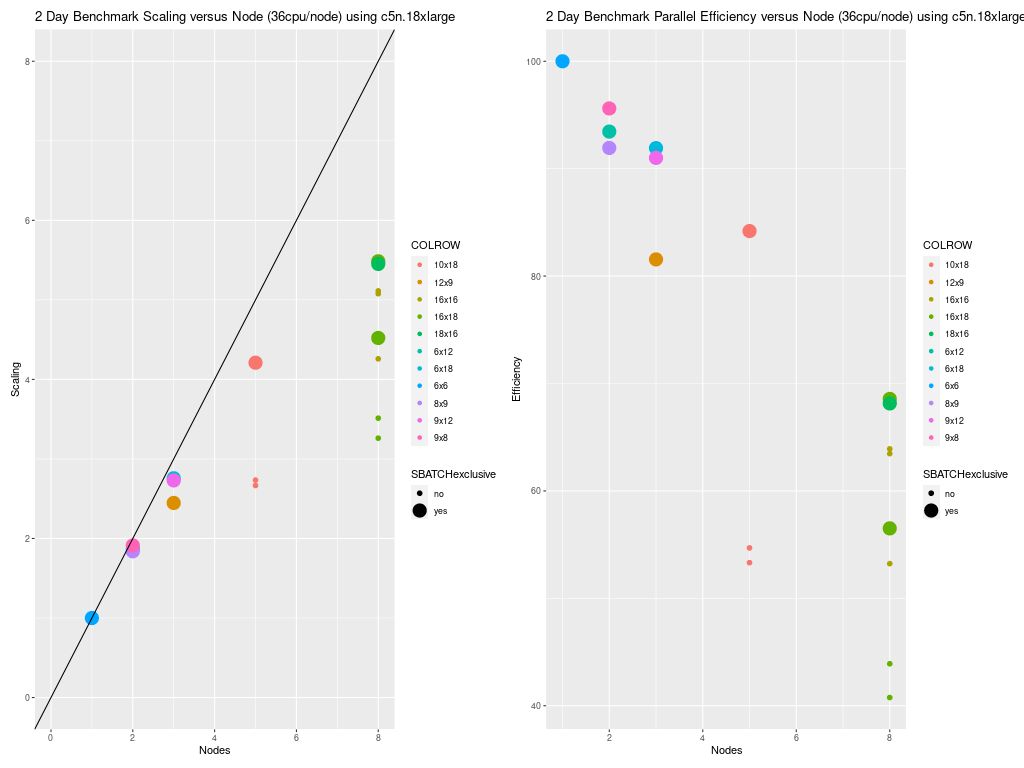 2 Day Benchmark Scaling versus Node (36cpu/node) using c5n.18xlarge
8
6
4
2
0
Scaling
0 2 4 6 8
Nodes
COLROW
10x18
12x9
16x16
16x18
18x16
6x12
6x18
6x6
8x9
9x12
9x8
SBATCHexclusive
no
yes
2 Day Benchmark Parallel Efficiency versus Node (36cpu/node) using c5n.18xlarge
100
80
60
40
Efficiency
2 4 6 8
Nodes
COLROW
10x18
12x9
16x16
16x18
18x16
6x12
6x18
6x6
8x9
9x12
9x8
SBATCHexclusive
no
yes